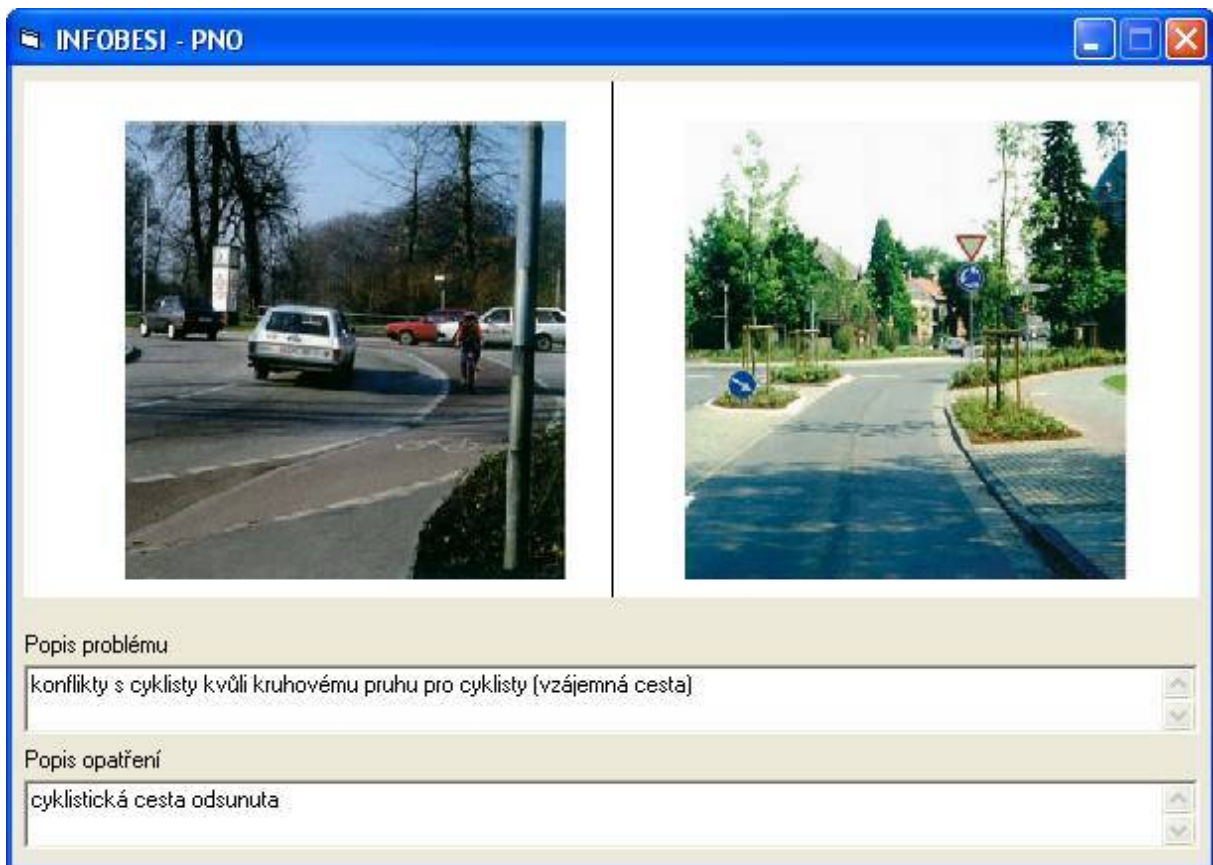 INFOBESI - PNO
Popis problému
konflikty s cyklisty kvůli kruhovému pruhu pro cyklisty (vzájemná cesta)
Popis opatření
cyklistická cesta odsunuta